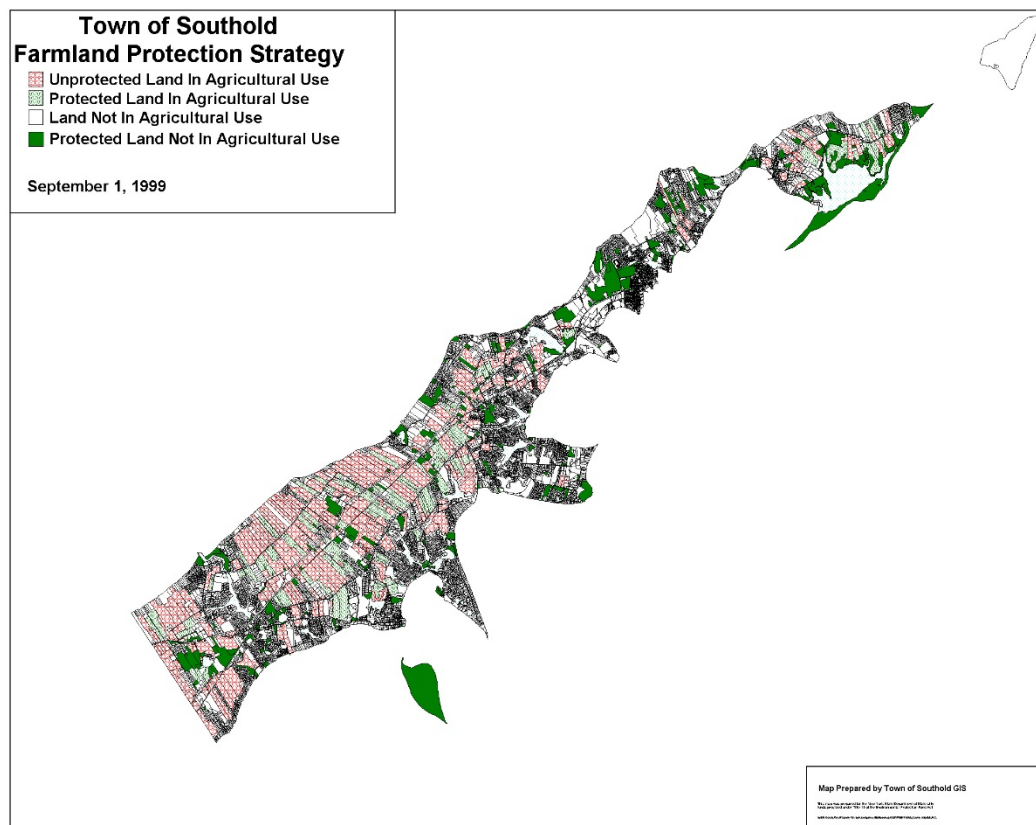 Town of Southold
Farmland Protection Strategy
Unprotected Land In Agricultural Use
Protected Land In Agricultural Use
Land Not In Agricultural Use
Protected Land Not In Agricultural Use
September 1, 1999
Map Prepared by Town of Southold GIS